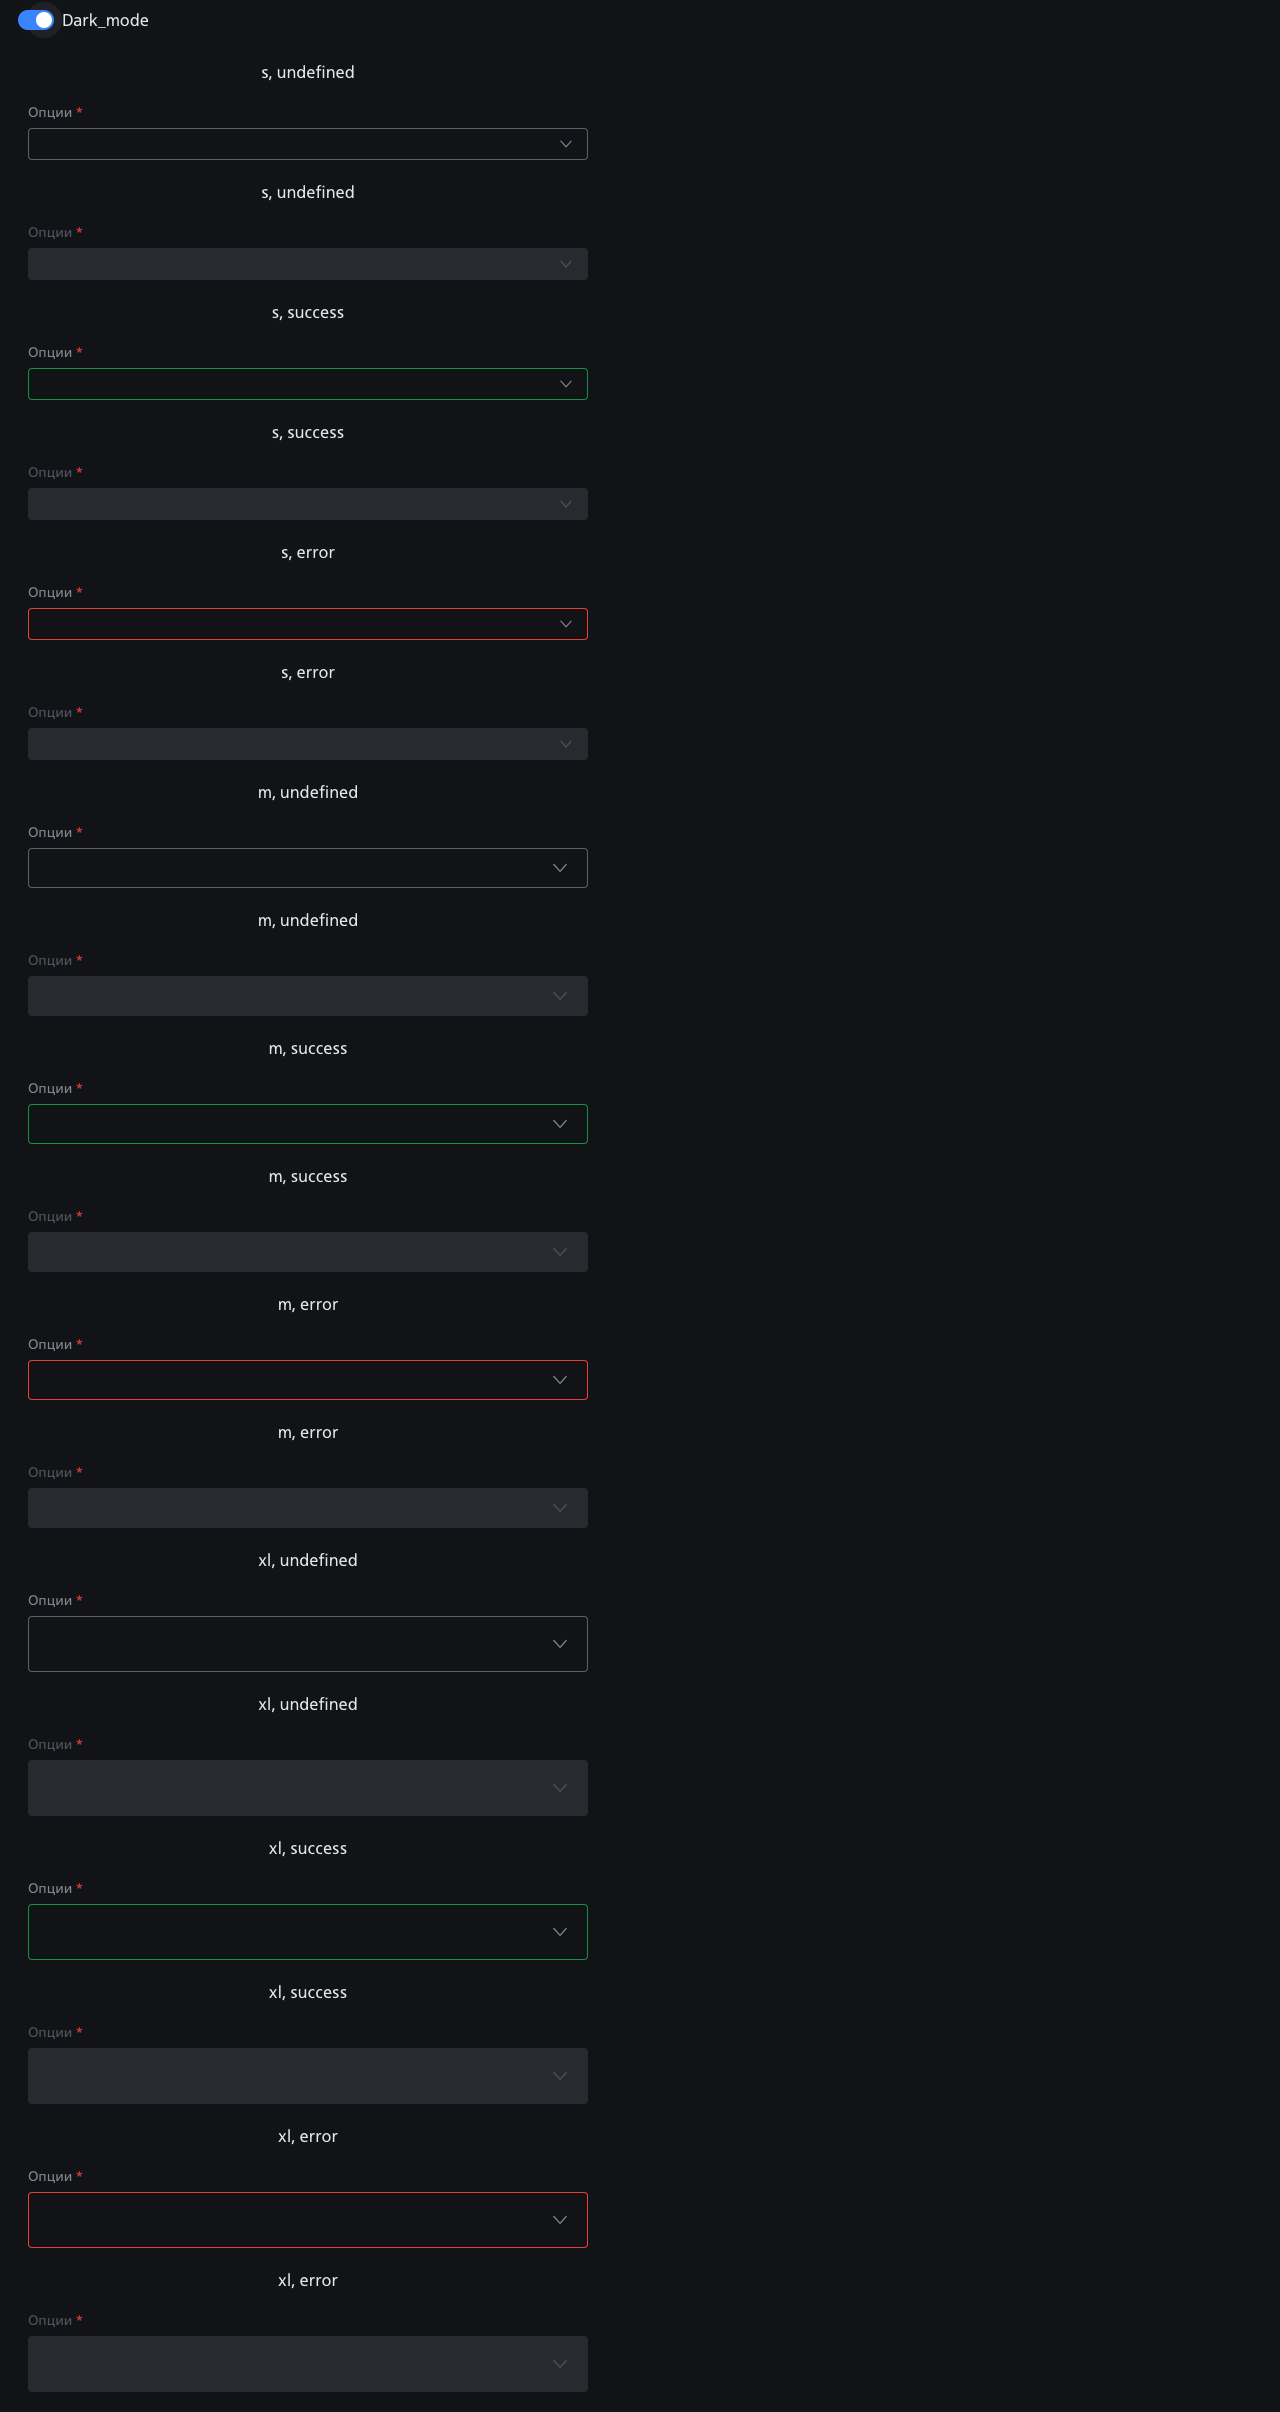 Dark_mode
s, undefined
Опции *
s, undefined
Опции *
s, success
Опции *
s, success
Опции *
s, error
Опции *
s, error
Опции *
m, undefined
Опции *
m, undefined
Опции *
m, success
Опции *
m, success
Опции *
m, error
Опции *
m, error
Опции *
xl, undefined
Опции *
xl, undefined
Опции *
xl, success
Опции *
xl, success
Опции *
xl, error
Опции *
xl, error
Опции *